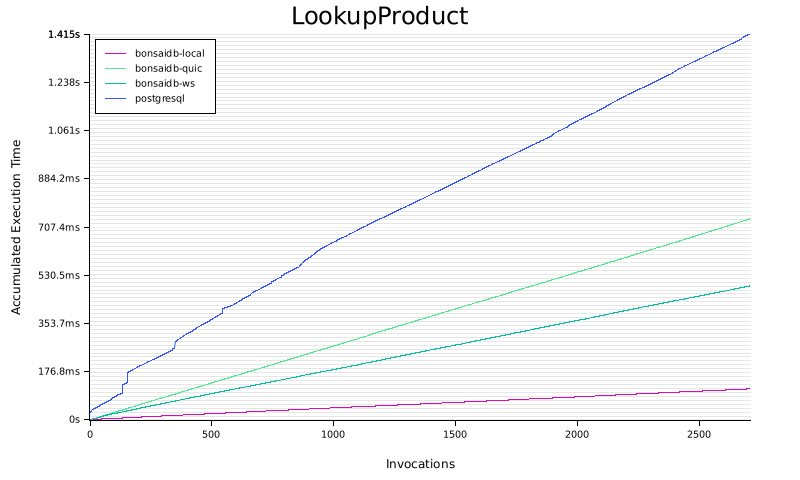 LookupProduct
1.415s
1.238s
1.061s
884.2ms
707.4ms
530.5ms
353.7ms
176.8ms
0s
Accumulated Execution Time
bonsaidb-local
bonsaidb-quic
bonsaidb-ws
postgresql
0 500 1000 1500 2000 2500
Invocations